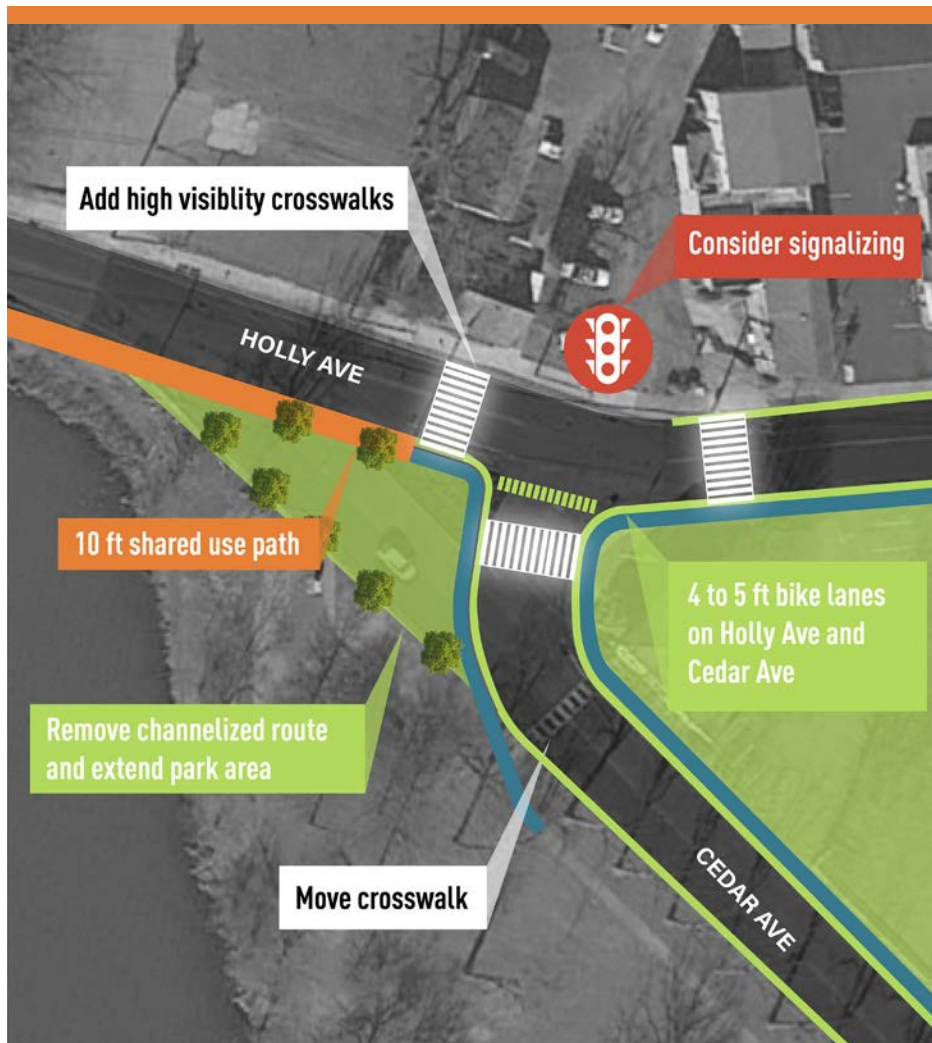 Add high visiblity crosswalks
Consider signalizing
HOLLY AVE
10 ft shared use path
4 to 5 ft bike lanes
on Holly Ave and
Cedar Ave
Remove channelized route
and extend park area
Move crosswalk
CEDAR AVE